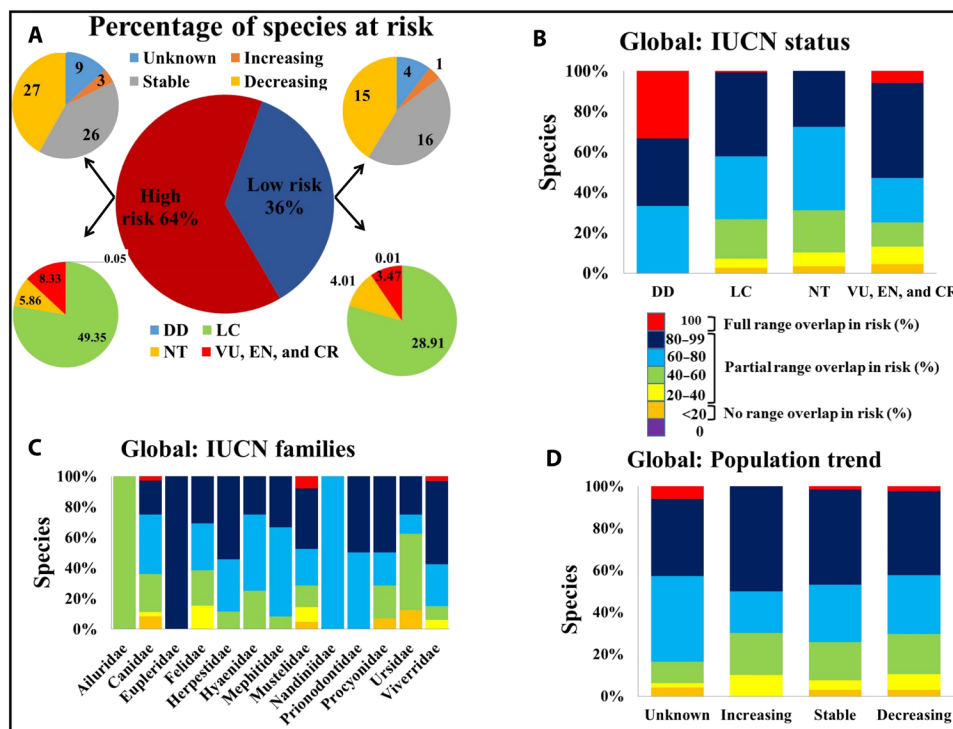 A
Percentage of species at risk
Unknown
Increasing
Stable
Decreasing
9
3
26
27
4
1
16
15
High
risk 64%
Low risk
36%
0.05
8.33
5.86
49.35
0.01
3.47
4.01
28.91
DD
LC
NT
VU, EN, and CR
B
Global: IUCN status
Species
100%
80%
60%
40%
20%
0%
DD
LC
NT
VU, EN, and CR
100
80–99
60–80
40–60
20–40
<20
0
Full range overlap in risk (%)
Partial range overlap in risk (%)
No range overlap in risk (%)
C
Global: IUCN families
Species
100%
80%
60%
40%
20%
0%
Ailuridae
Canidae
Eupleridae
Felidae
Herpestidae
Hyaenidae
Mephitidae
Mustelidae
Nandiniidae
Prionodontidae
Procyonidae
Ursidae
Viverridae
D
Global: Population trend
Species
100%
80%
60%
40%
20%
0%
Unknown
Increasing
Stable
Decreasing